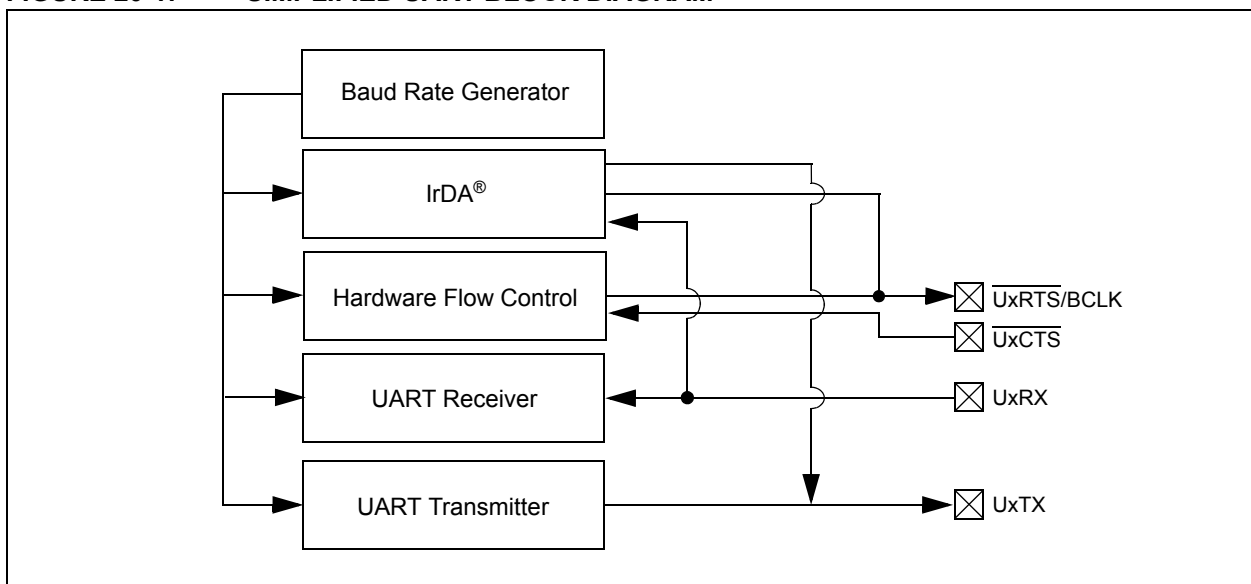 Baud Rate Generator
IrDA®
Hardware Flow Control
UxRTS/BCLK
UxCTS
UART Receiver
UxRX
UART Transmitter
UxTX